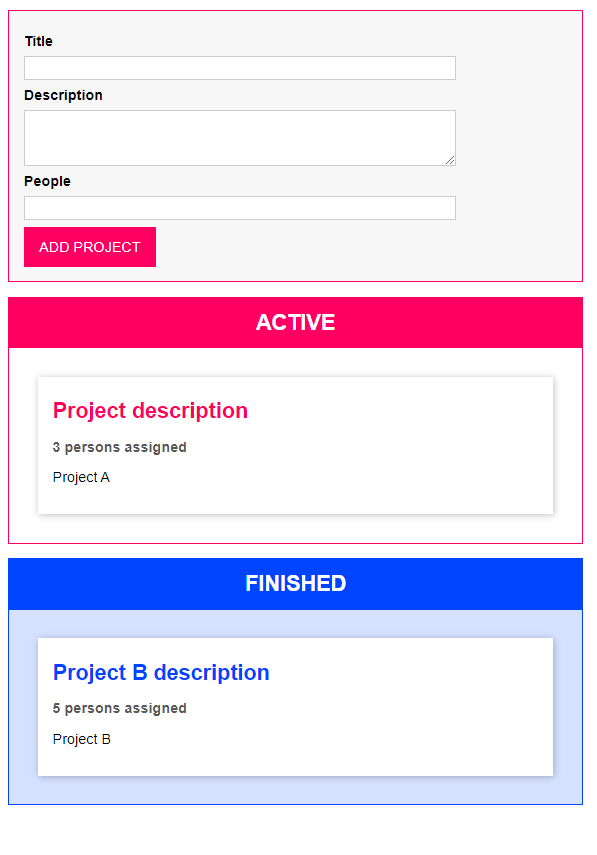 Title
Description
People
ADD PROJECT
ACTIVE
Project description
3 persons assigned
Project A
FINISHED
Project B description
5 persons assigned
Project B